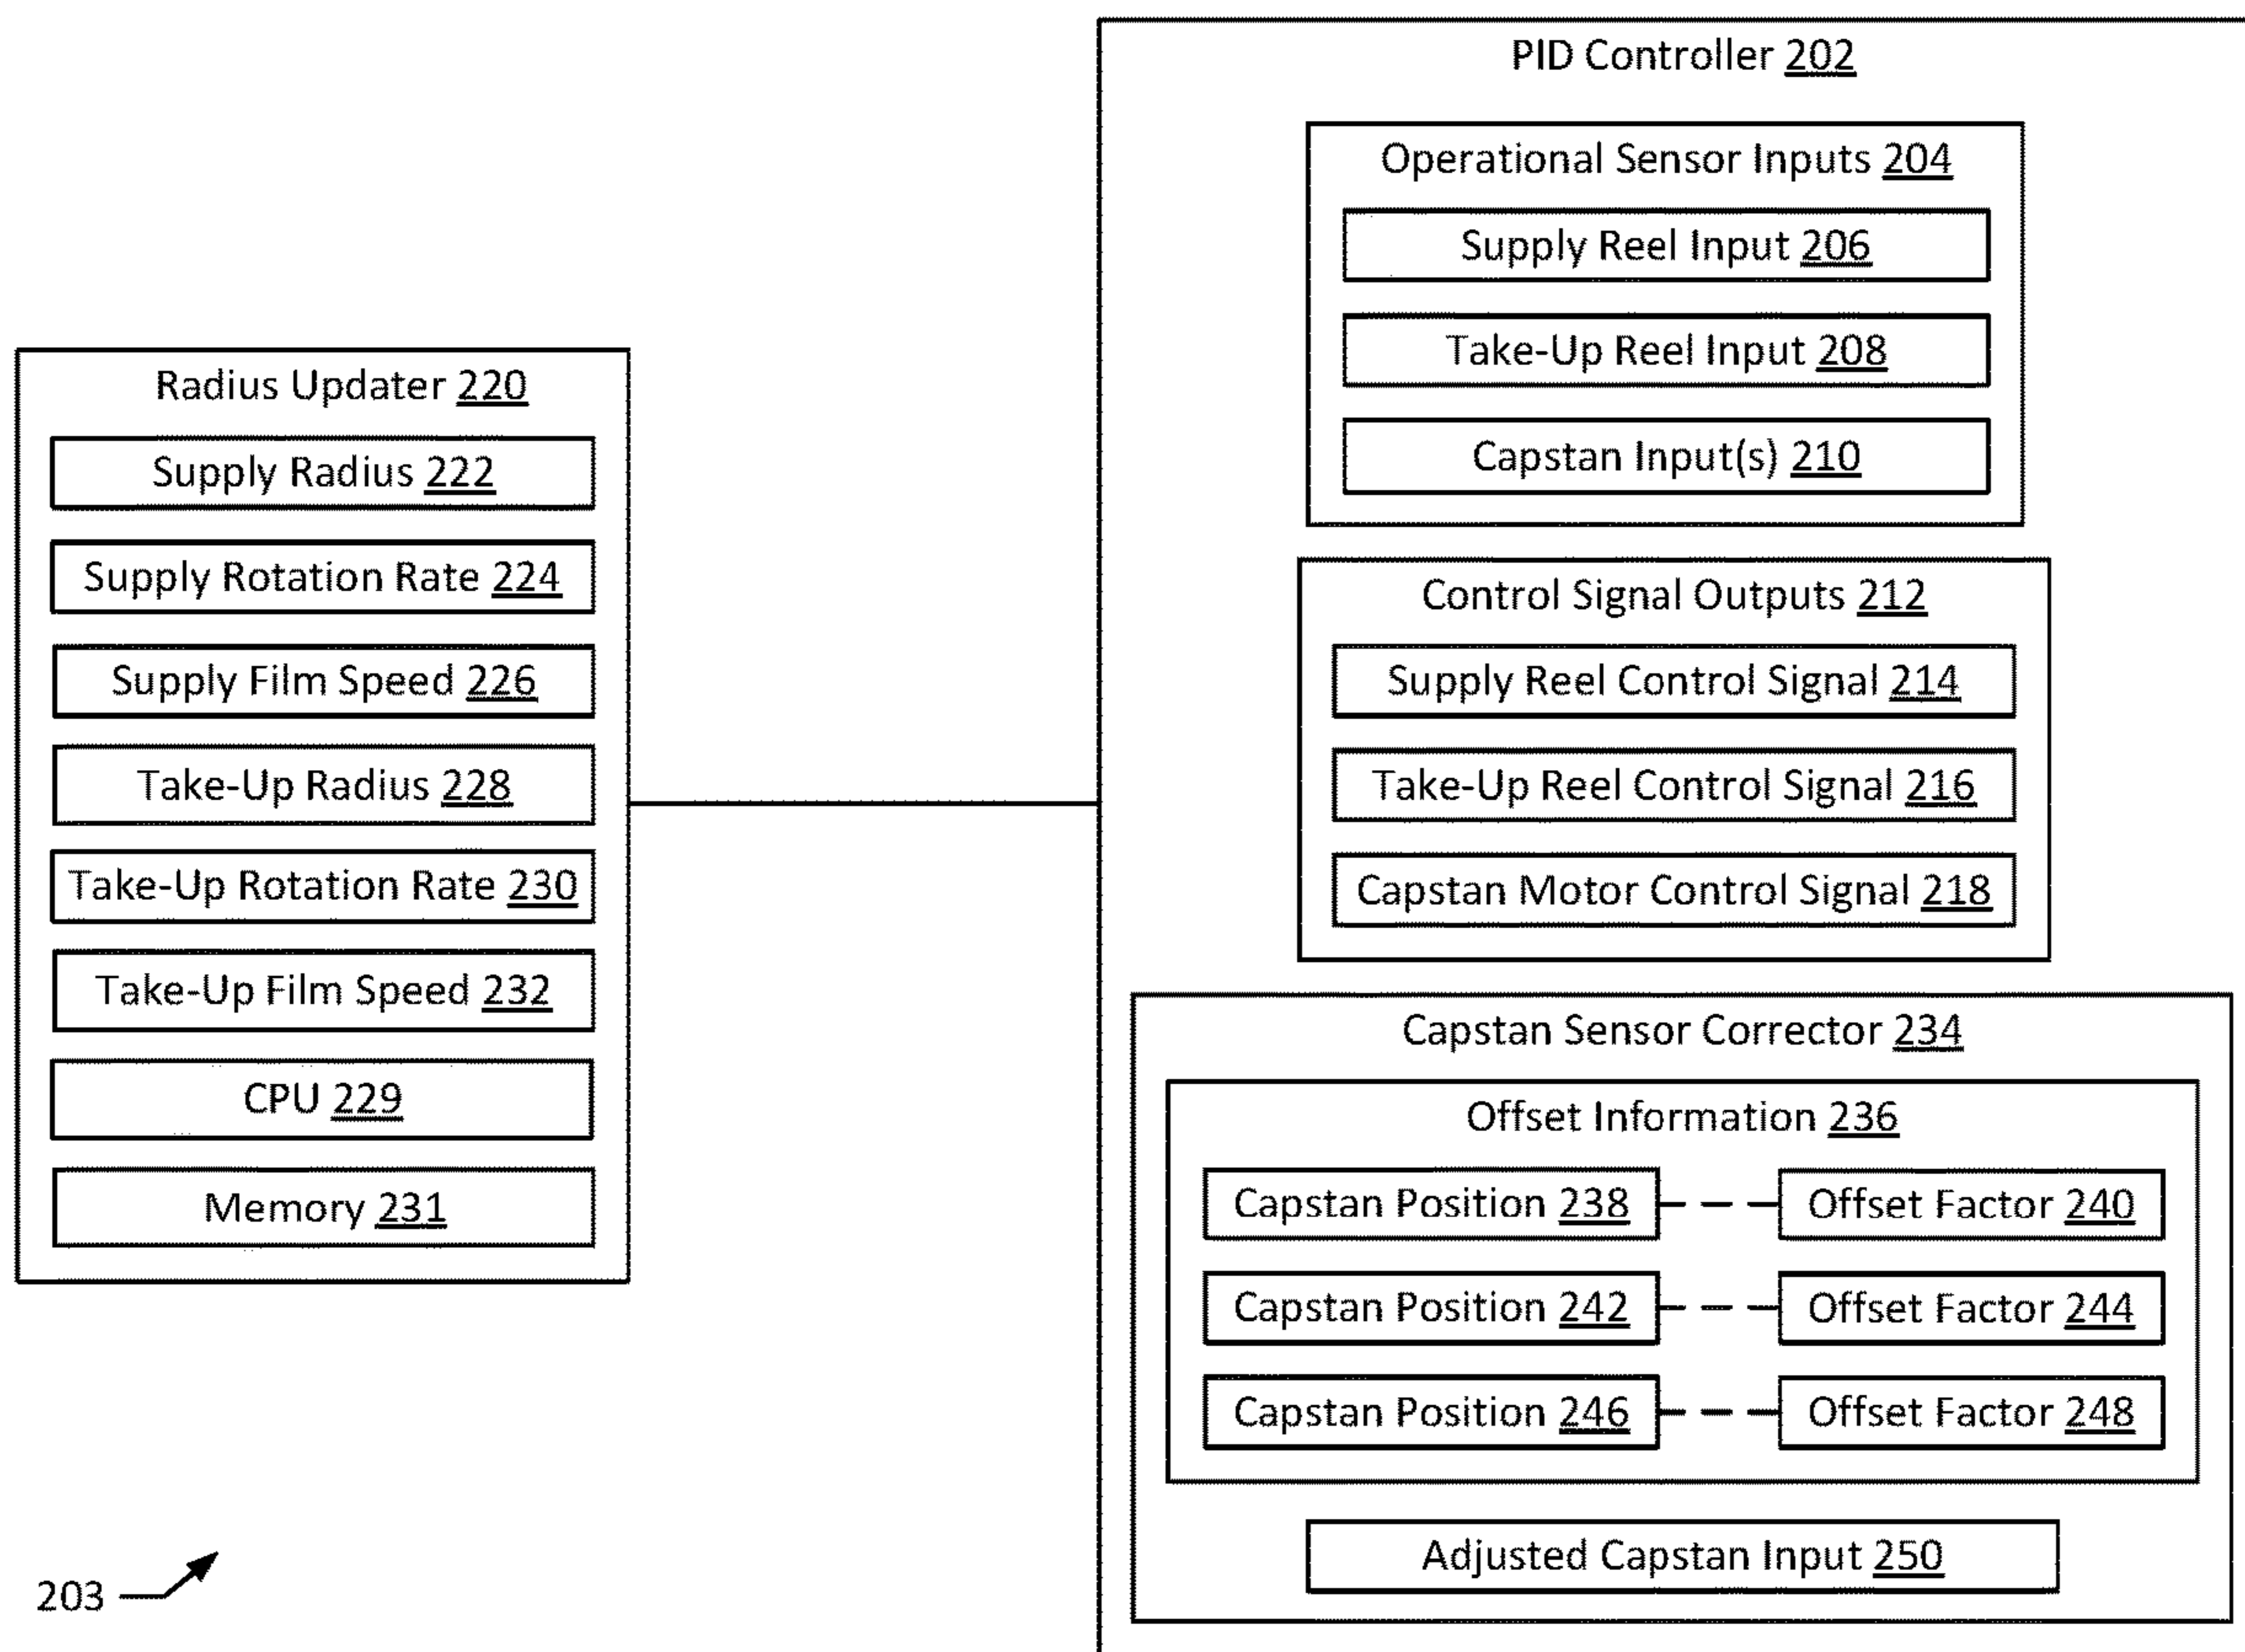 PID Controller 202
Operational Sensor Inputs 204
Supply Reel Input 206
Take-Up Reel Input 208
Capstan Input(s) 210
Control Signal Outputs 212
Supply Reel Control Signal 214
Take-Up Reel Control Signal 216
Capstan Motor Control Signal 218
Capstan Sensor Corrector 234
Offset Information 236
Capstan Position 238
Offset Factor 240
Capstan Position 242
Offset Factor 244
Capstan Position 246
Offset Factor 248
Adjusted Capstan Input 250
Radius Updater 220
Supply Radius 222
Supply Rotation Rate 224
Supply Film Speed 226
Take-Up Radius 228
Take-Up Rotation Rate 230
Take-Up Film Speed 232
CPU 229
Memory 231
203